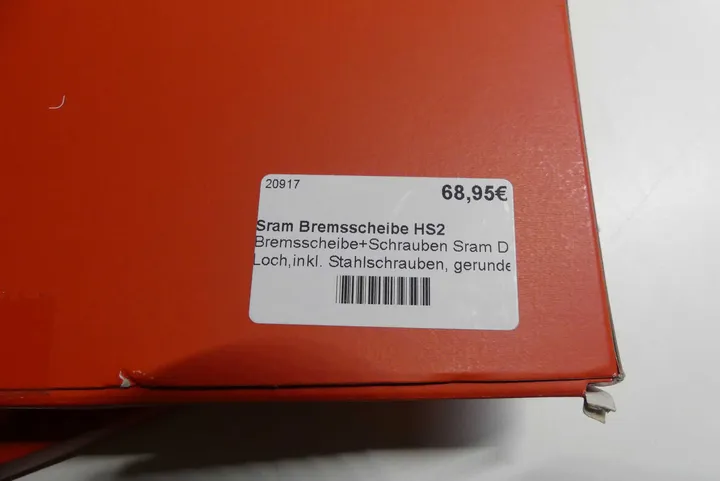 20917
68,95€
Sram Bremsscheibe HS2
Bremsscheibe+Schrauben Sram D
Loch,inkl. Stahlschrauben, gerunde